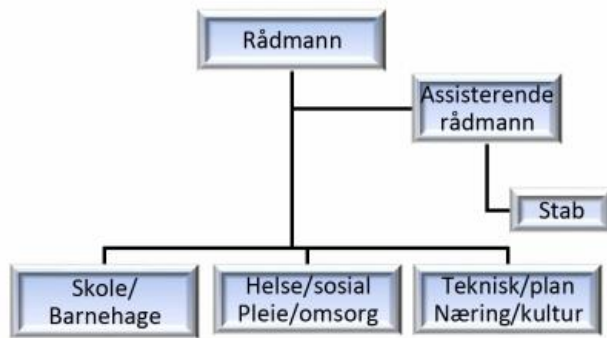 Rådmann
Assisterende
rådmann
Stab
Skole/
Barnehage
Helse/sosial
Pleie/omsorg
Teknisk/plan
Næring/kultur